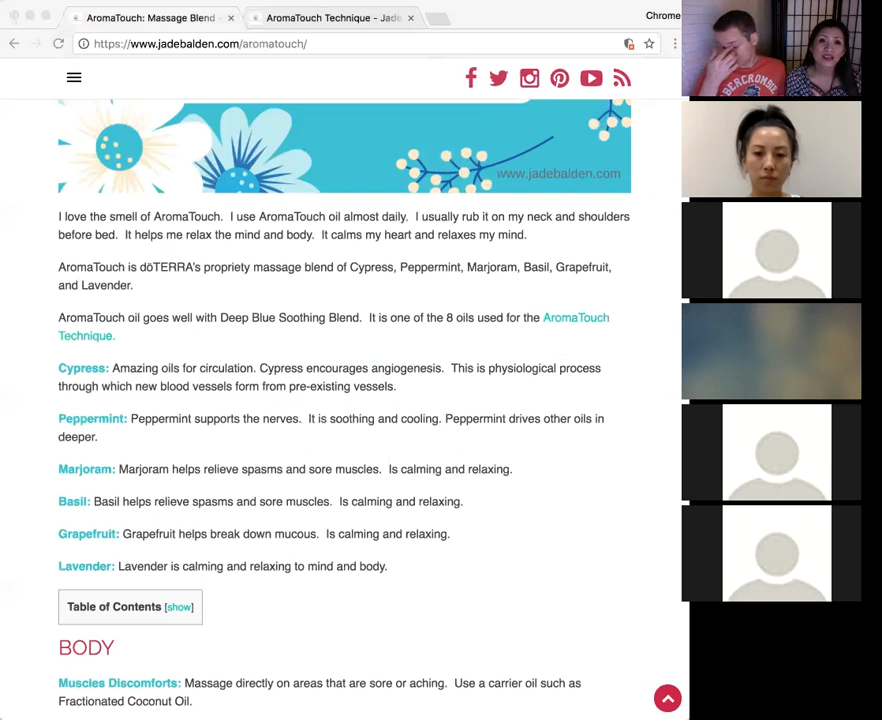 AromaTouch: Massage Blend - AromaTouch Technique - Jade Chrome
https://www.jadebalden.com/aromatouch/
www.jadebalden.com
I love the smell of AromaTouch. I use AromaTouch oil almost daily. I usually rub it on my neck and shoulders
before bed. It helps me relax the mind and body. It calms my heart and relaxes my mind.
AromaTouch is dōTERRA's propriety massage blend of Cypress, Peppermint, Marjoram, Basil, Grapefruit,
and Lavender.
AromaTouch oil goes well with Deep Blue Soothing Blend. It is one of the 8 oils used for the AromaTouch
Technique.
Cypress: Amazing oils for circulation. Cypress encourages angiogenesis. This is physiological process
through which new blood vessels form from pre-existing vessels.
Peppermint: Peppermint supports the nerves. It is soothing and cooling. Peppermint drives other oils in
deeper.
Marjoram: Marjoram helps relieve spasms and sore muscles. Is calming and relaxing.
Basil: Basil helps relieve spasms and sore muscles. Is calming and relaxing.
Grapefruit: Grapefruit helps break down mucous. Is calming and relaxing.
Lavender: Lavender is calming and relaxing to mind and body.
Table of Contents [show]
BODY
Muscles Discomforts: Massage directly on areas that are sore or aching. Use a carrier oil such as
Fractionated Coconut Oil.
ABERCROMBIE